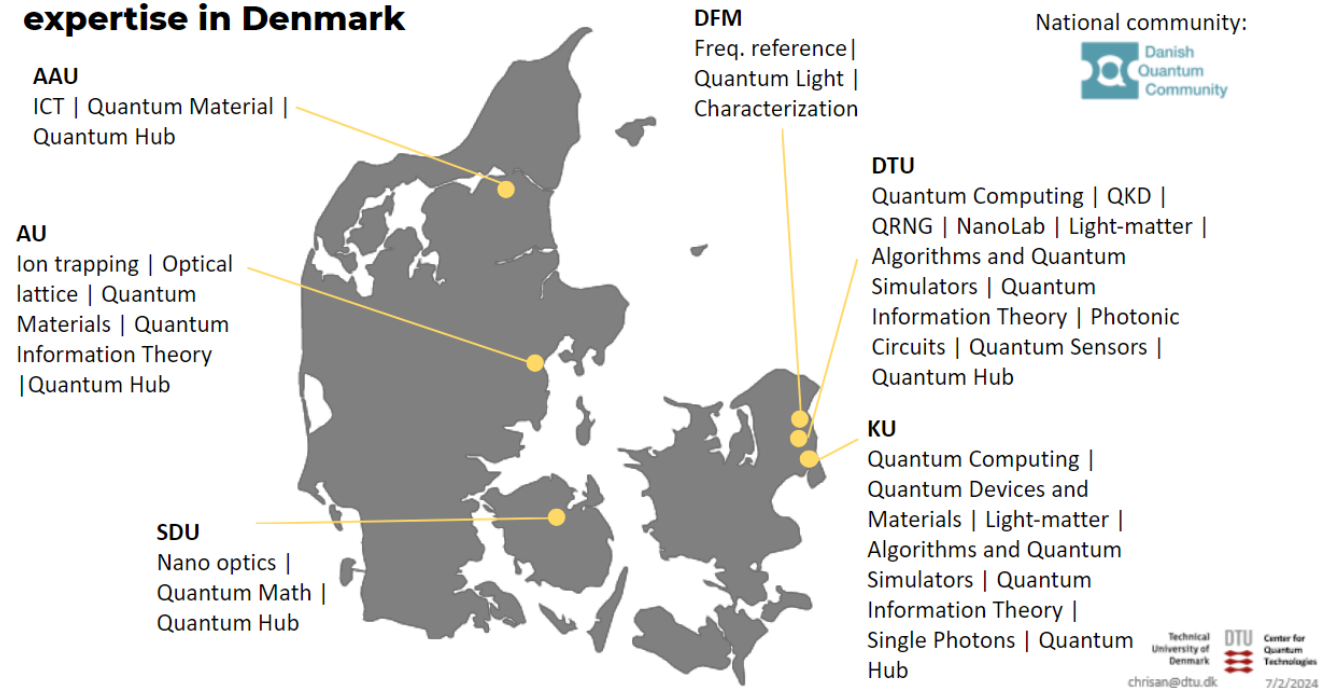 expertise in Denmark
AAU
ICT | Quantum Material |
Quantum Hub
AU
Ion trapping | Optical
lattice | Quantum
Materials | Quantum
Information Theory
|Quantum Hub
SDU
Nano optics |
Quantum Math |
Quantum Hub
DFM
Freq. reference|
Quantum Light |
Characterization
National community:
Danish
Quantum
Community
DTU
Quantum Computing | QKD |
QRNG | NanoLab | Light-matter |
Algorithms and Quantum
Simulators | Quantum
Information Theory | Photonic
Circuits | Quantum Sensors |
Quantum Hub
KU
Quantum Computing |
Quantum Devices and
Materials | Light-matter |
Algorithms and Quantum
Simulators | Quantum
Information Theory |
Single Photons | Quantum
Hub
Technical
University of
Denmark
DTU
Center for
Quantum
Technologies
chrisan@dtu.dk
7/2/2024